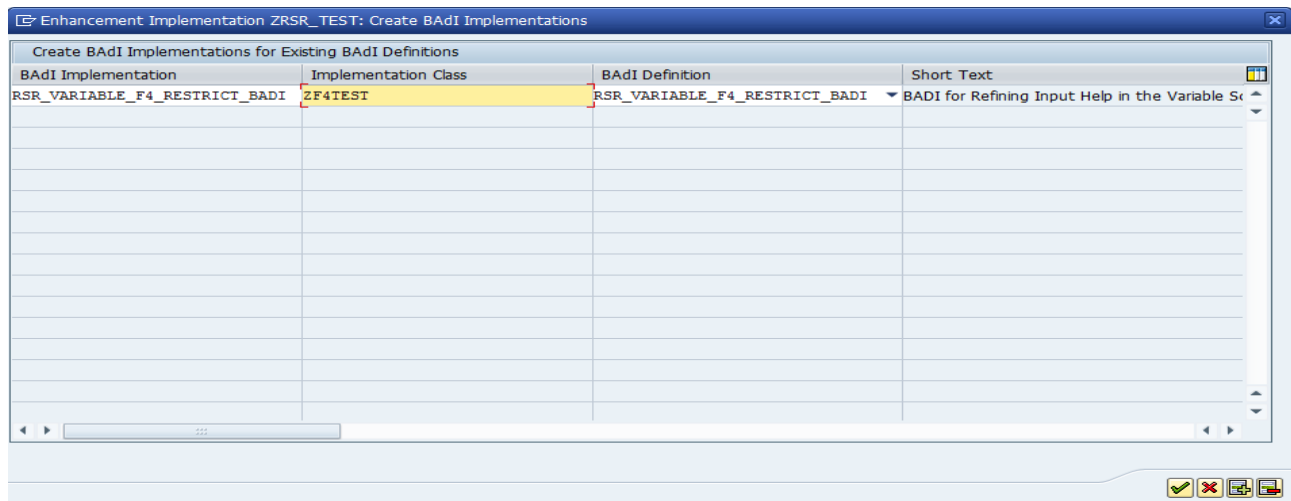 Enhancement Implementation ZRSR_TEST: Create BAdI Implementations
Create BAdI Implementations for Existing BAdI Definitions
BAdI Implementation Implementation Class BAdI Definition Short Text
RSR_VARIABLE_F4_RESTRICT_BADI ZF4TEST RSR_VARIABLE_F4_RESTRICT_BADI BADI for Refining Input Help in the Variable